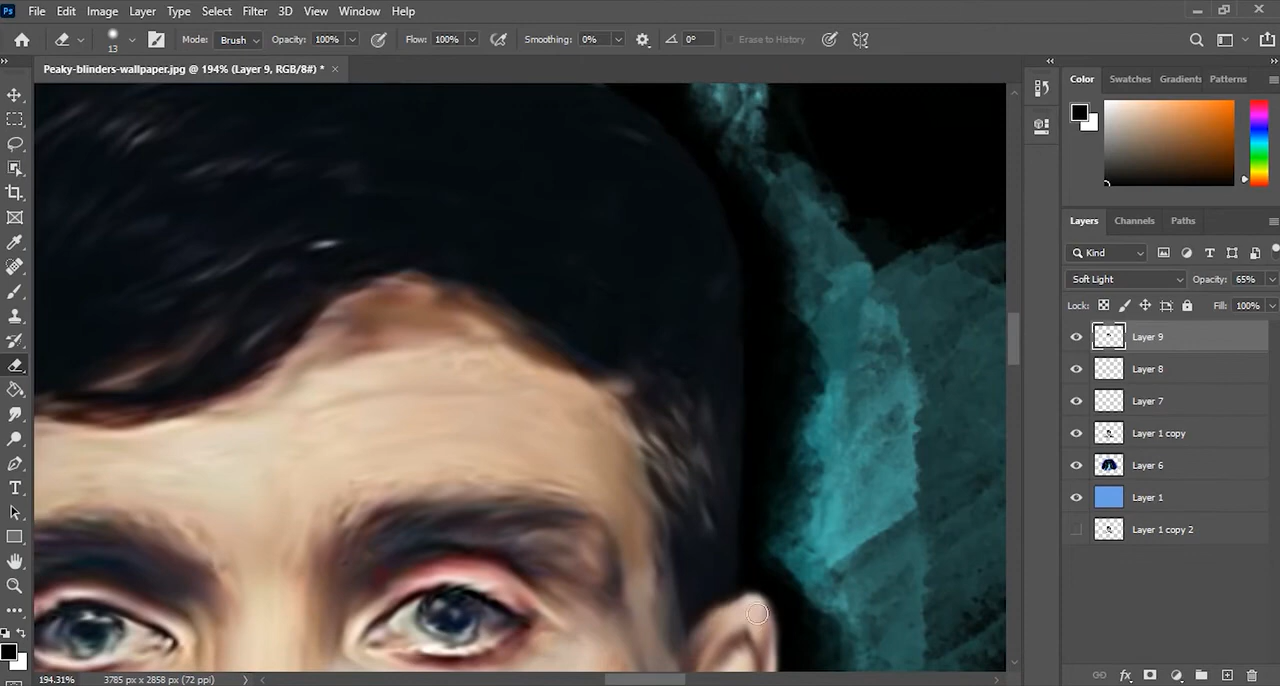 Ps File Edit Image Layer Type Select Filter 3D View Window Help
13 Mode: Brush Opacity: 100% Flow: 100% Smoothing: 0% 0° Erase to History
Peaky-blinders-wallpaper.jpg @ 194% (Layer 9, RGB/8#) * ×
Color Swatches Gradients Patterns
Layers Channels Paths
Kind
Soft Light Opacity: 65%
Lock: Fill: 100%
Layer 9
Layer 8
Layer 7
Layer 1 copy
Layer 6
Layer 1
Layer 1 copy 2
194.31% 3785 px x 2858 px (72 ppi)